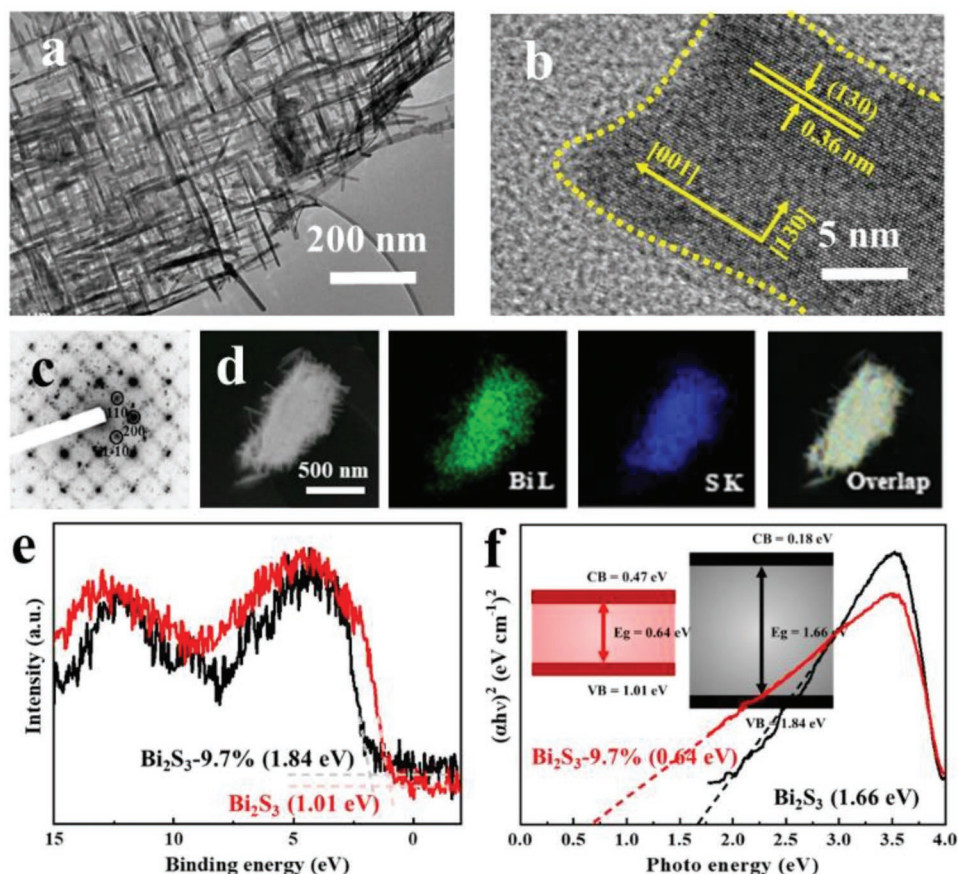 a
200 nm
b
(130)
0.36 nm
[001]
[130]
5 nm
c
110
200
1-10
d
500 nm
Bi L
S K
Overlap
e
Intensity (a.u.)
Bi₂S₃-9.7% (1.84 eV)
Bi₂S₃ (1.01 eV)
15 10 5 0
Binding energy (eV)
f
(αhν)² (eV cm⁻¹)²
CB = 0.18 eV
CB = 0.47 eV
Eg = 0.64 eV
Eg = 1.66
VB = 1.01 eV
VB = 1.84 eV
Bi₂S₃-9.7% (0.64 eV)
Bi₂S₃ (1.66 eV)
0.0 0.5 1.0 1.5 2.0 2.5 3.0 3.5 4.0
Photo energy (eV)